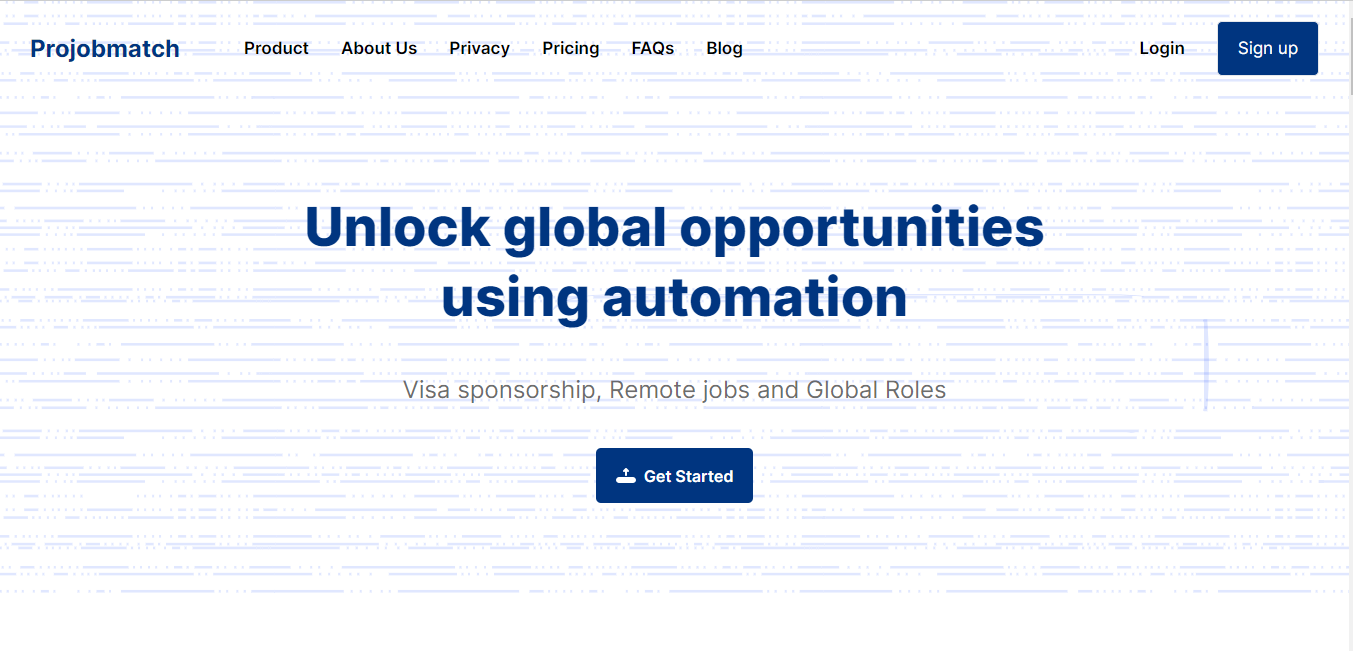 Projobmatch Product About Us Privacy Pricing FAQs Blog Login Sign up
Unlock global opportunities
using automation
Visa sponsorship, Remote jobs and Global Roles
Get Started